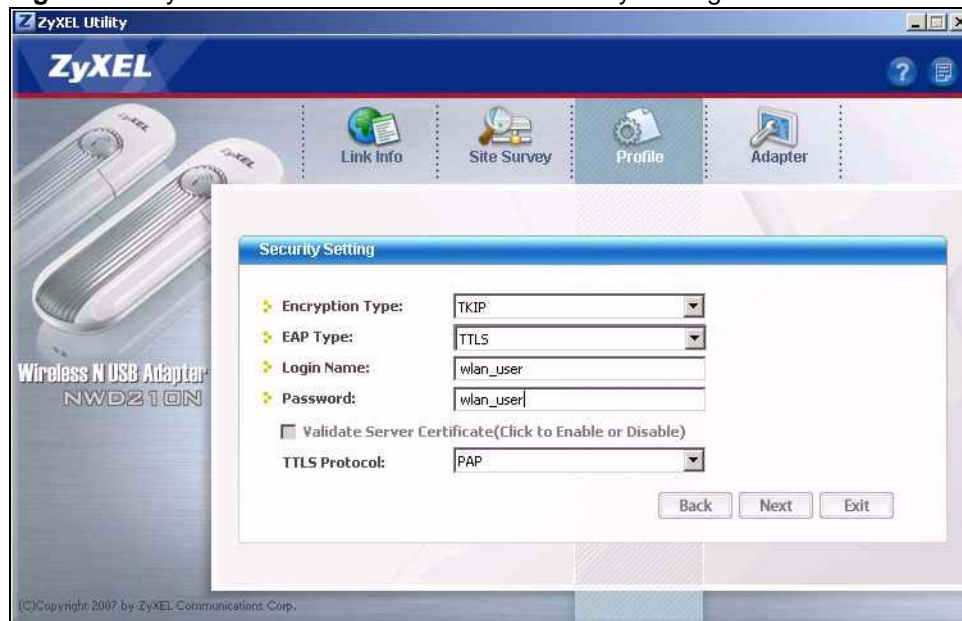 ZyXEL Utility
ZyXEL
Link Info
Site Survey
Profile
Adapter
ZyXEL
ZyXEL
Security Setting
Encryption Type: TKIP
EAP Type: TTLS
Login Name: wlan_user
Password: wlan_user
Validate Server Certificate(Click to Enable or Disable)
TTLS Protocol: PAP
Back Next Exit
Wireless N USB Adapter
NWD210N
(C)Copyright 2007 by ZyXEL Communications Corp.